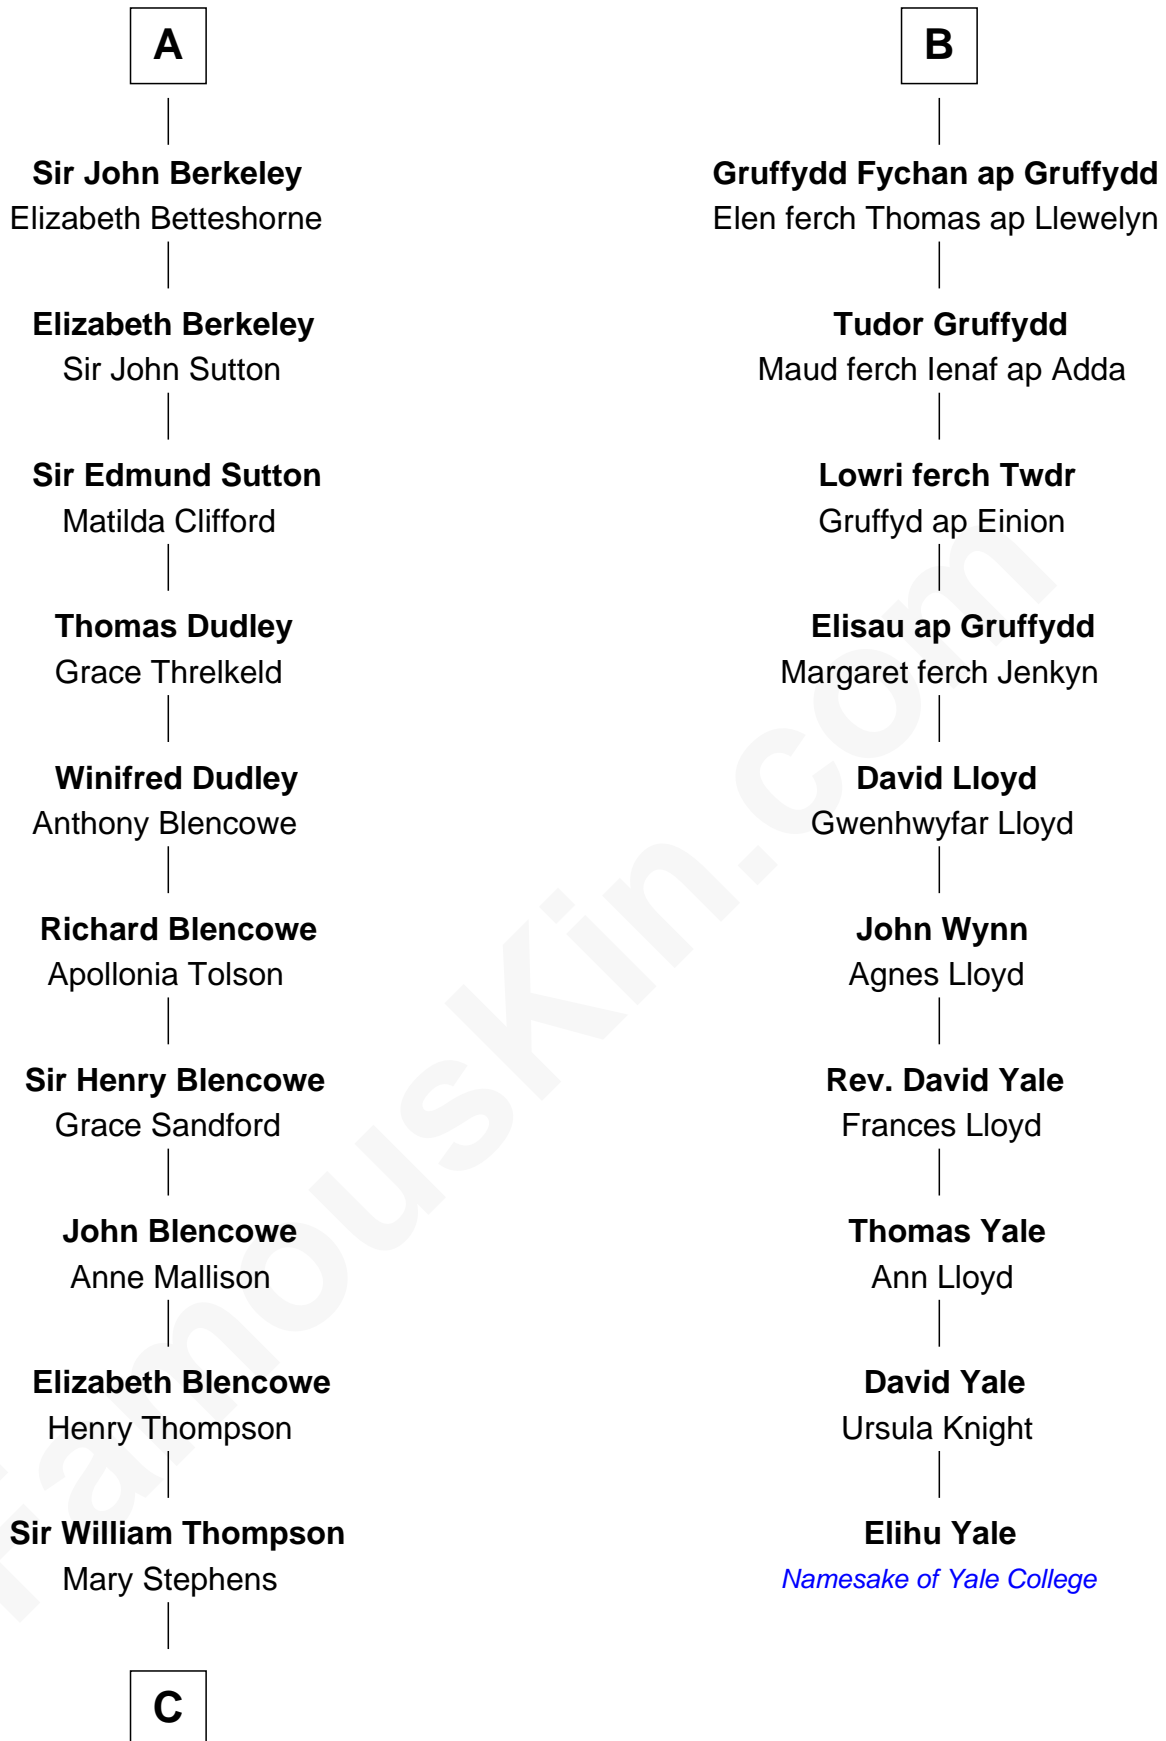 A
Sir John Berkeley
Elizabeth Betteshorne
Elizabeth Berkeley
Sir John Sutton
Sir Edmund Sutton
Matilda Clifford
Thomas Dudley
Grace Threlkeld
Winifred Dudley
Anthony Blencowe
Richard Blencowe
Apollonia Tolson
Sir Henry Blencowe
Grace Sandford
John Blencowe
Anne Mallison
Elizabeth Blencowe
Henry Thompson
Sir William Thompson
Mary Stephens
C
B
Gruffydd Fychan ap Gruffydd
Elen ferch Thomas ap Llewelyn
Tudor Gruffydd
Maud ferch Ienaf ap Adda
Lowri ferch Twdr
Gruffyd ap Einion
Elisau ap Gruffydd
Margaret ferch Jenkyn
David Lloyd
Gwenhwyfar Lloyd
John Wynn
Agnes Lloyd
Rev. David Yale
Frances Lloyd
Thomas Yale
Ann Lloyd
David Yale
Ursula Knight
Elihu Yale
Namesake of Yale College
FamousKin.com